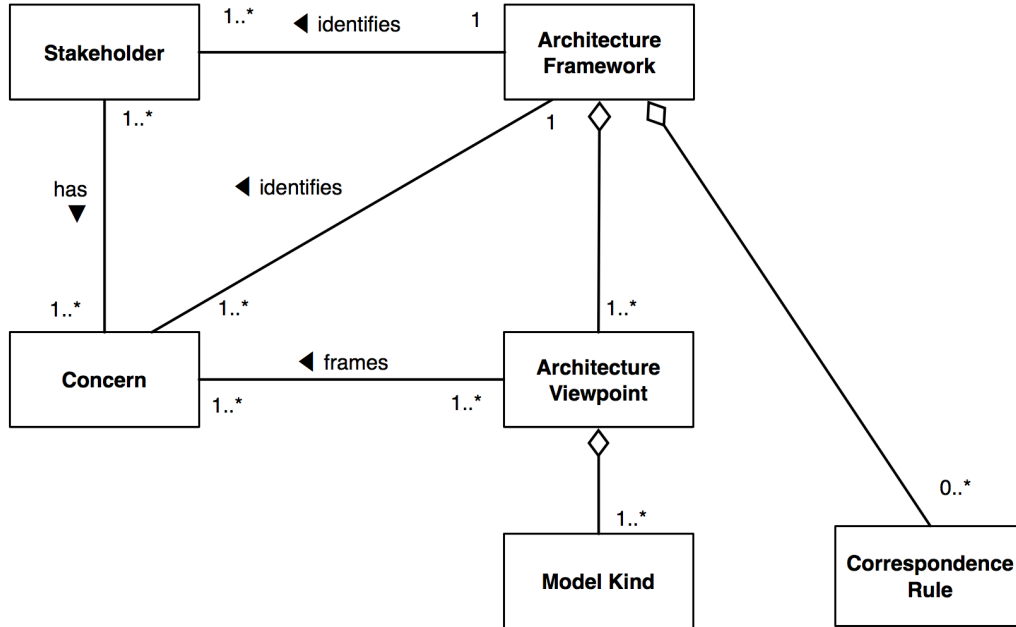 1..*
◀ identifies
1
Stakeholder
Architecture
Framework
1..*
1
has
▼
◀ identifies
1..*
1..*
1..*
◀ frames
Concern
Architecture
Viewpoint
1..*
1..*
0..*
1..*
Model Kind
Correspondence
Rule